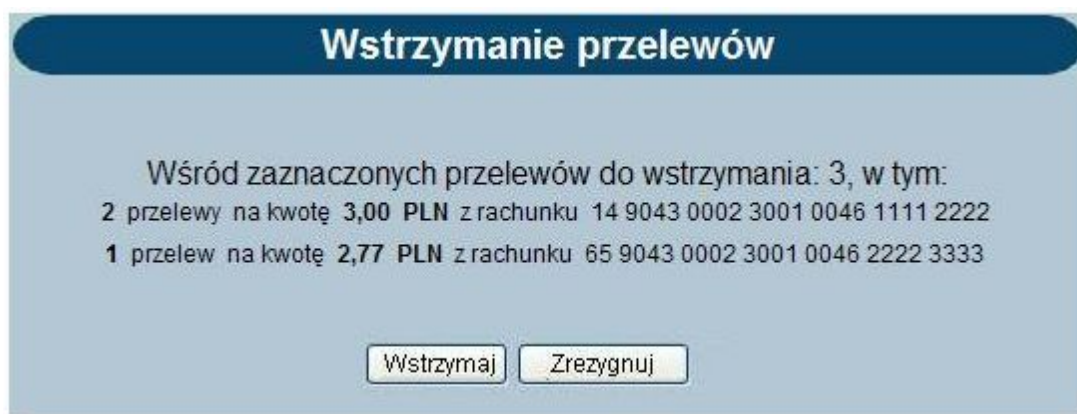 Wstrzymanie przelewów
Wśród zaznaczonych przelewów do wstrzymania: 3, w tym:
2 przelewy na kwotę 3,00 PLN z rachunku 14 9043 0002 3001 0046 1111 2222
1 przelew na kwotę 2,77 PLN z rachunku 65 9043 0002 3001 0046 2222 3333
Wstrzymaj Zrezygnuj